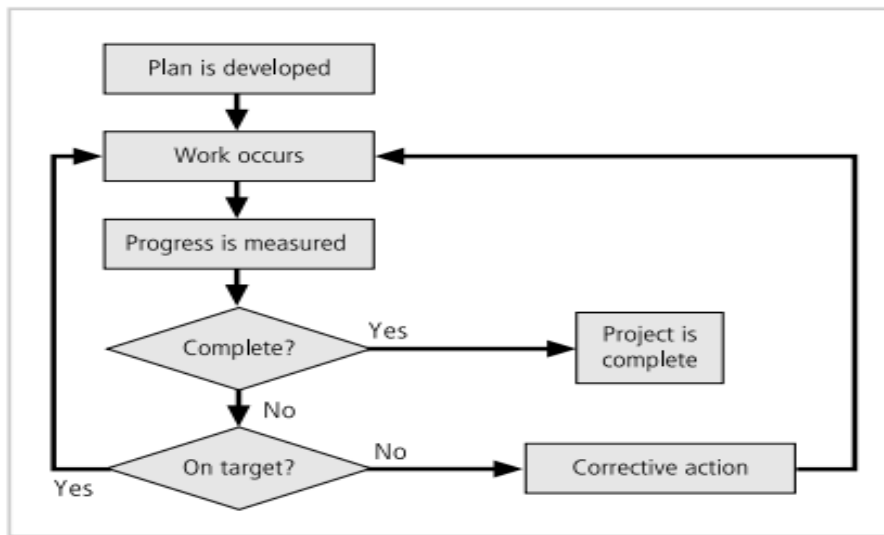 Plan is developed
Work occurs
Progress is measured
Complete?
Yes
Project is
complete
No
On target?
No
Corrective action
Yes